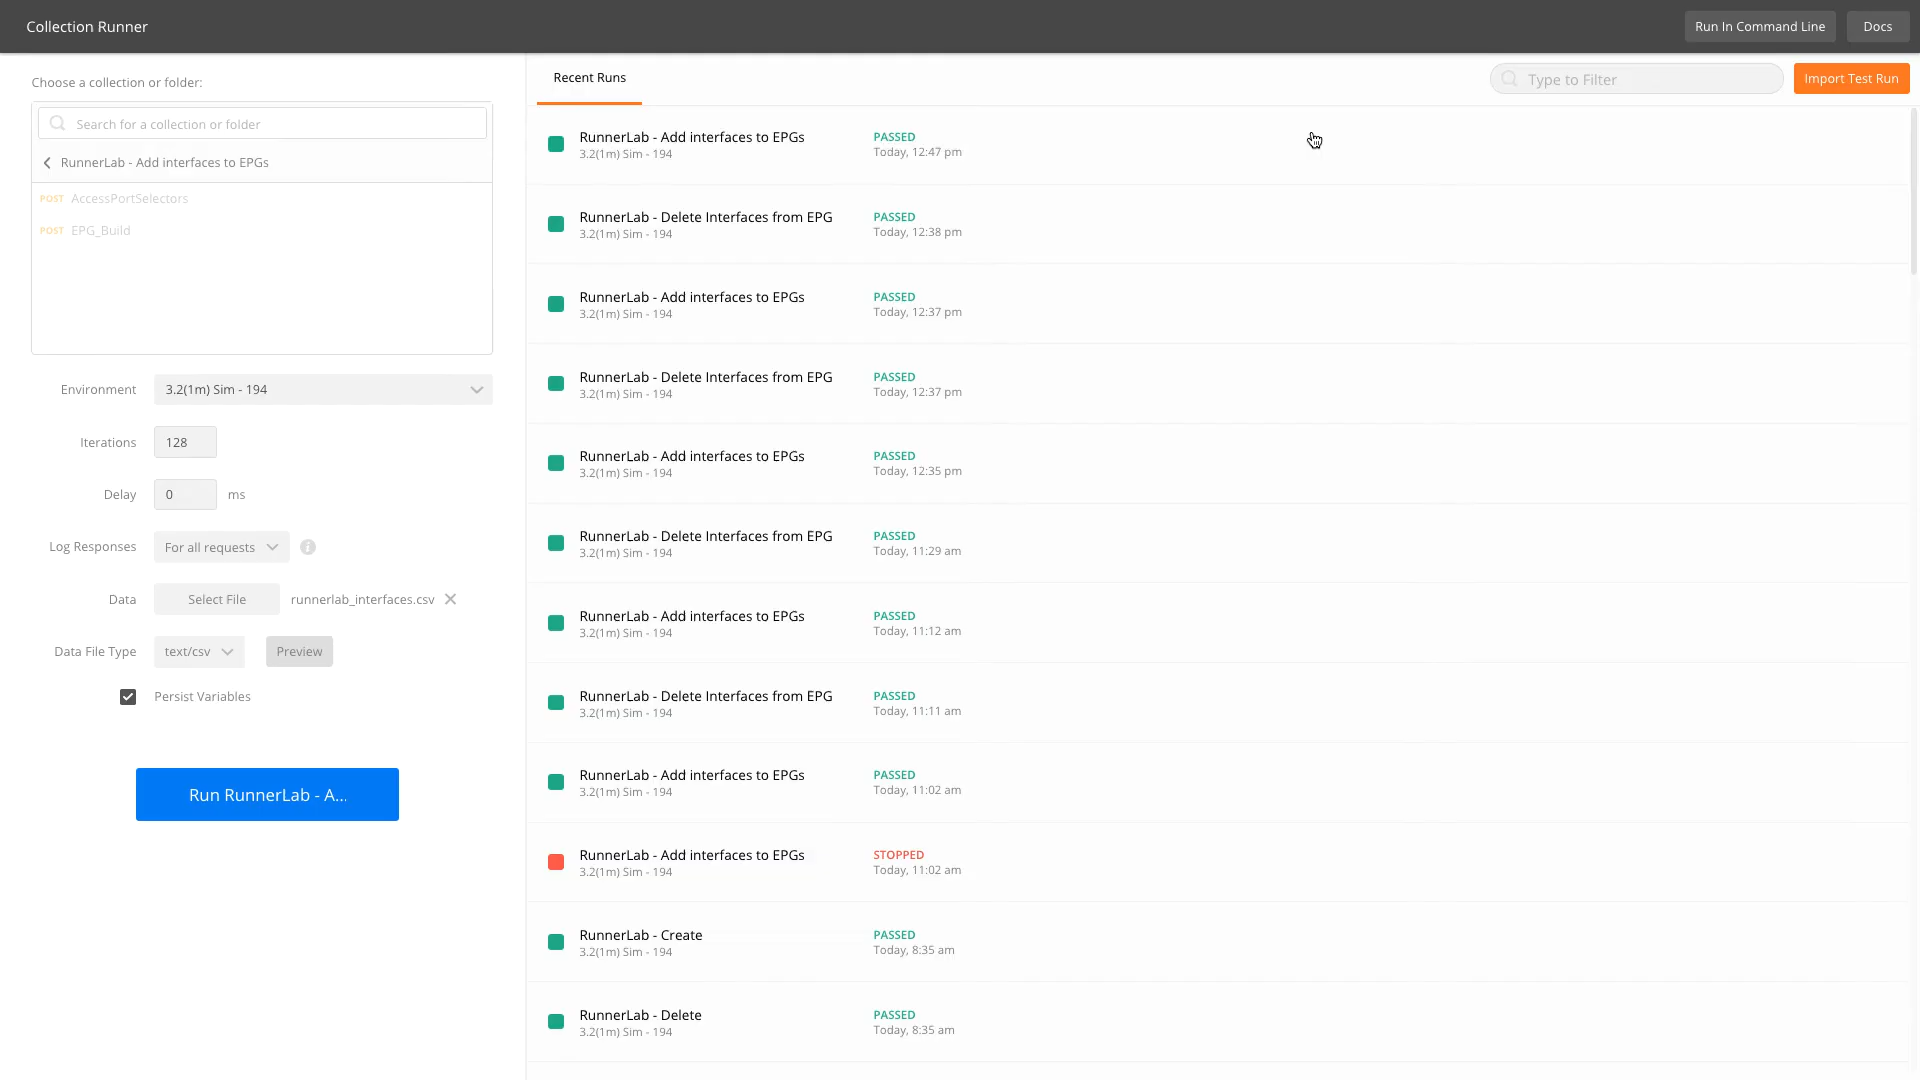 Collection Runner
Run In Command Line
Docs
Choose a collection or folder:
Search for a collection or folder
RunnerLab - Add interfaces to EPGs
POST AccessPortSelectors
POST EPG_Build
Environment
3.2(1m) Sim - 194
Iterations
128
Delay
0
ms
Log Responses
For all requests
Data
Select File
runnerlab_interfaces.csv
Data File Type
text/csv
Preview
Persist Variables
Run RunnerLab - A...
Recent Runs
Type to Filter
Import Test Run
RunnerLab - Add interfaces to EPGs
3.2(1m) Sim - 194
PASSED
Today, 12:47 pm
RunnerLab - Delete Interfaces from EPG
3.2(1m) Sim - 194
PASSED
Today, 12:38 pm
RunnerLab - Add interfaces to EPGs
3.2(1m) Sim - 194
PASSED
Today, 12:37 pm
RunnerLab - Delete Interfaces from EPG
3.2(1m) Sim - 194
PASSED
Today, 12:37 pm
RunnerLab - Add interfaces to EPGs
3.2(1m) Sim - 194
PASSED
Today, 12:35 pm
RunnerLab - Delete Interfaces from EPG
3.2(1m) Sim - 194
PASSED
Today, 11:29 am
RunnerLab - Add interfaces to EPGs
3.2(1m) Sim - 194
PASSED
Today, 11:12 am
RunnerLab - Delete Interfaces from EPG
3.2(1m) Sim - 194
PASSED
Today, 11:11 am
RunnerLab - Add interfaces to EPGs
3.2(1m) Sim - 194
PASSED
Today, 11:02 am
RunnerLab - Add interfaces to EPGs
3.2(1m) Sim - 194
STOPPED
Today, 11:02 am
RunnerLab - Create
3.2(1m) Sim - 194
PASSED
Today, 8:35 am
RunnerLab - Delete
3.2(1m) Sim - 194
PASSED
Today, 8:35 am